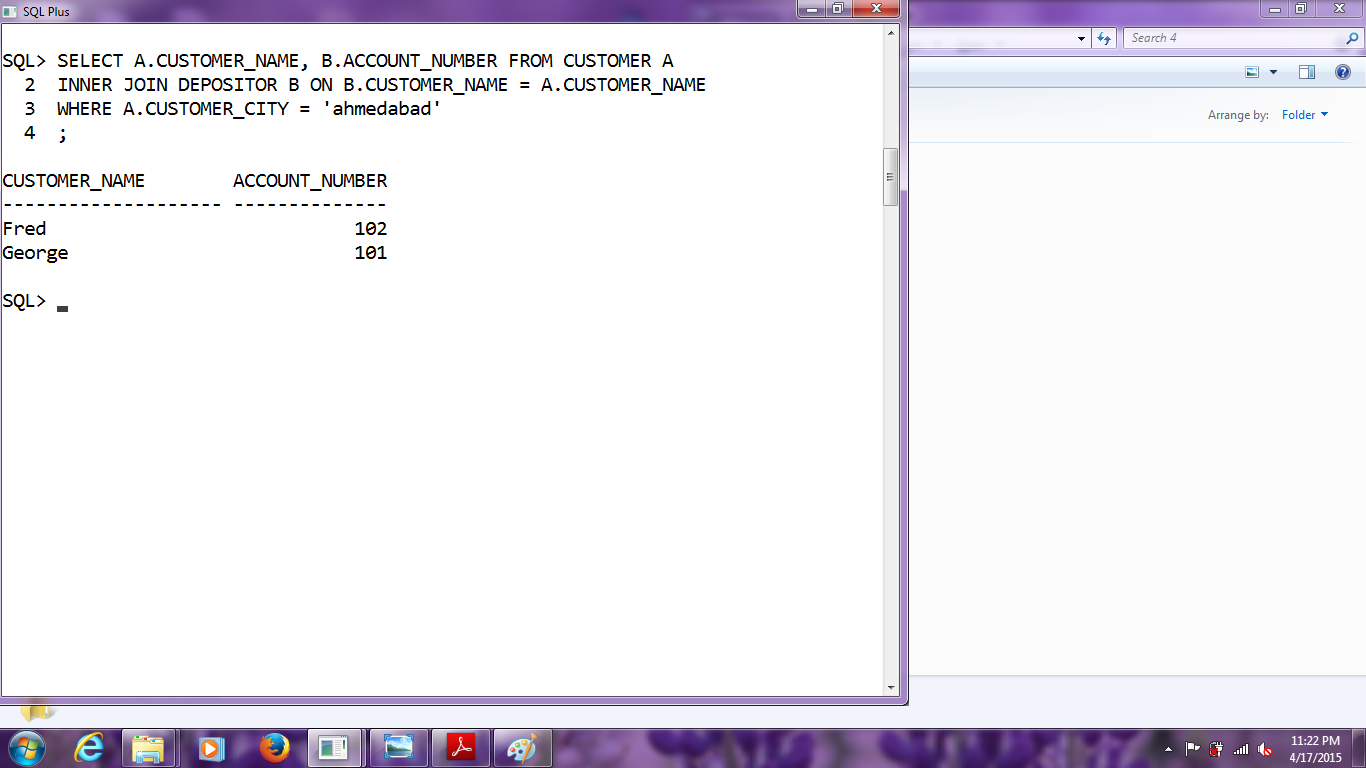 SQL Plus
SQL> SELECT A.CUSTOMER_NAME, B.ACCOUNT_NUMBER FROM CUSTOMER A
2 INNER JOIN DEPOSITOR B ON B.CUSTOMER_NAME = A.CUSTOMER_NAME
3 WHERE A.CUSTOMER_CITY = 'ahmedabad'
4 ;
CUSTOMER_NAME ACCOUNT_NUMBER
-------------------- --------------
Fred 102
George 101
SQL>
Search 4
Arrange by: Folder
11:22 PM
4/17/2015